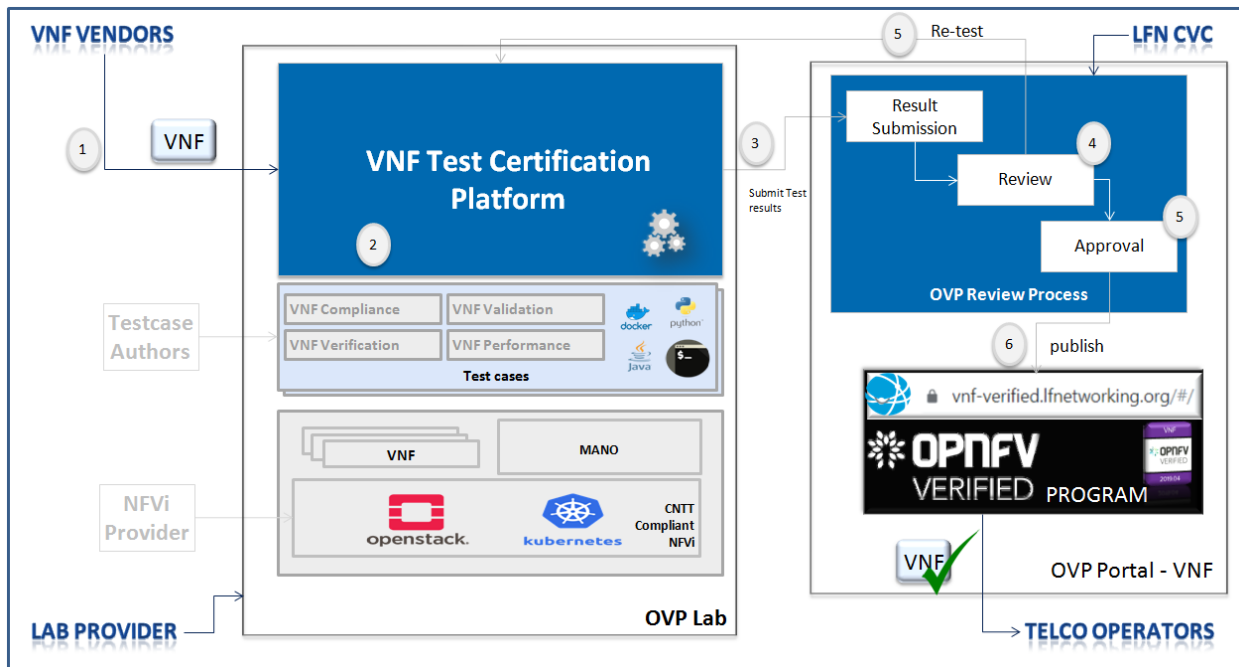 VNF VENDORS
5
Re-test
LFN CVC
1
VNF
VNF Test Certification
Platform
2
3
Submit Test
results
Result
Submission
4
Review
5
Approval
OVP Review Process
Testcase
Authors
VNF Compliance
VNF Validation
VNF Verification
VNF Performance
docker
python
Java
$_
Test cases
6
publish
vnf-verified.lfnetworking.org/#/
OPNFV
VERIFIED
PROGRAM
VNF
OPNFV
VERIFIED
2019.04
NFVi
Provider
VNF
MANO
openstack.
kubernetes
CNTT
Compliant
NFVi
VNF
OVP Portal - VNF
OVP Lab
LAB PROVIDER
TELCO OPERATORS